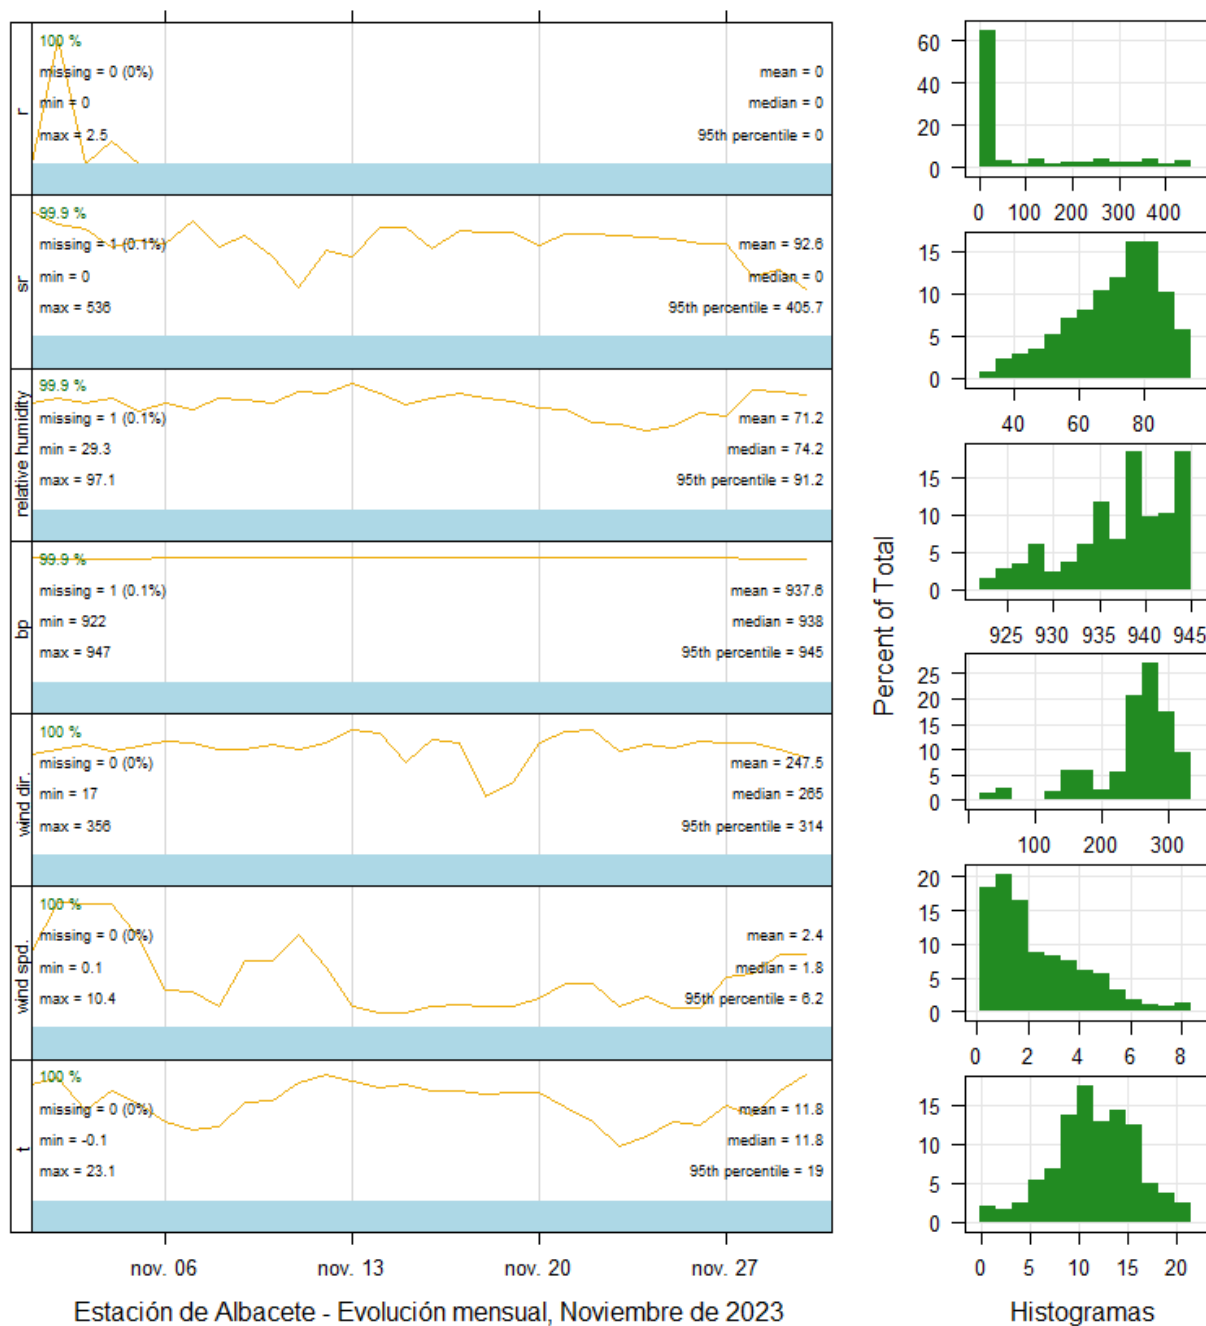 r
100 %
missing = 0 (0%)
min = 0
max = 2.5
mean = 0
median = 0
95th percentile = 0
sr
99.9 %
missing = 1 (0.1%)
min = 0
max = 536
mean = 92.6
median = 0
95th percentile = 405.7
relative humidity
99.9 %
missing = 1 (0.1%)
min = 29.3
max = 97.1
mean = 71.2
median = 74.2
95th percentile = 91.2
bp
99.9 %
missing = 1 (0.1%)
min = 922
max = 947
mean = 937.6
median = 938
95th percentile = 945
wind dir.
100 %
missing = 0 (0%)
min = 17
max = 356
mean = 247.5
median = 265
95th percentile = 314
wind spd.
100 %
missing = 0 (0%)
min = 0.1
max = 10.4
mean = 2.4
median = 1.8
95th percentile = 6.2
t
100 %
missing = 0 (0%)
min = -0.1
max = 23.1
mean = 11.8
median = 11.8
95th percentile = 19
nov. 06 nov. 13 nov. 20 nov. 27
Estación de Albacete - Evolución mensual, Noviembre de 2023
Percent of Total
60
40
20
0
0 100 200 300 400
15
10
5
0
40 60 80
15
10
5
0
925 930 935 940 945
25
20
15
10
5
0
100 200 300
20
15
10
5
0
0 2 4 6 8
15
10
5
0
0 5 10 15 20
Histogramas